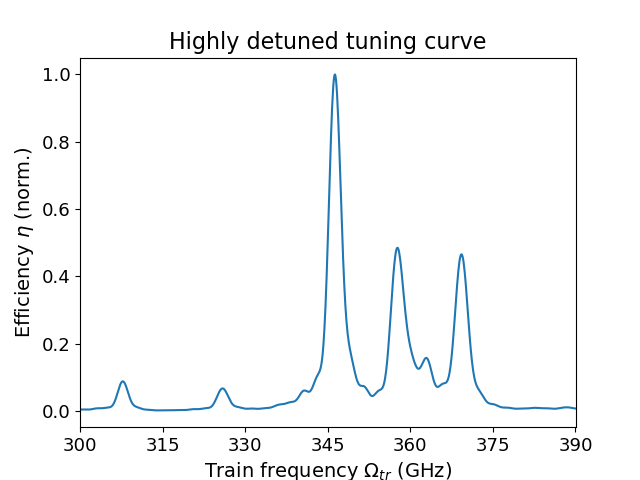 Highly detuned tuning curve
Efficiency η (norm.)
1.0
0.8
0.6
0.4
0.2
0.0
300 315 330 345 360 375 390
Train frequency Ωtr (GHz)